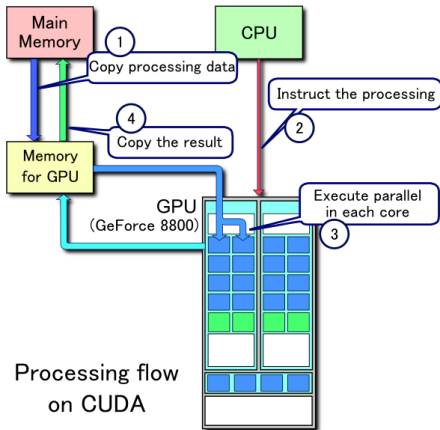 Main
Memory
CPU
1
Copy processing data
Instruct the processing
2
4
Copy the result
Memory
for GPU
GPU
(GeForce 8800)
Execute parallel
in each core
3
Processing flow
on CUDA